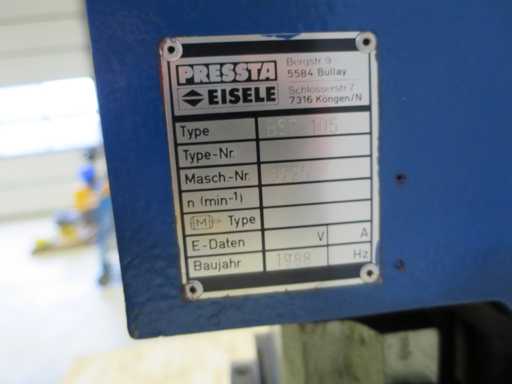 PRESSTA
EISELE
Bergstr. 9
5584 Bullay
Schlosserstr. 7
7316 Köngen/N
Type
Type-Nr.
Masch.-Nr.
n (min-¹)
M Type
E-Daten V A
Baujahr 1988 Hz